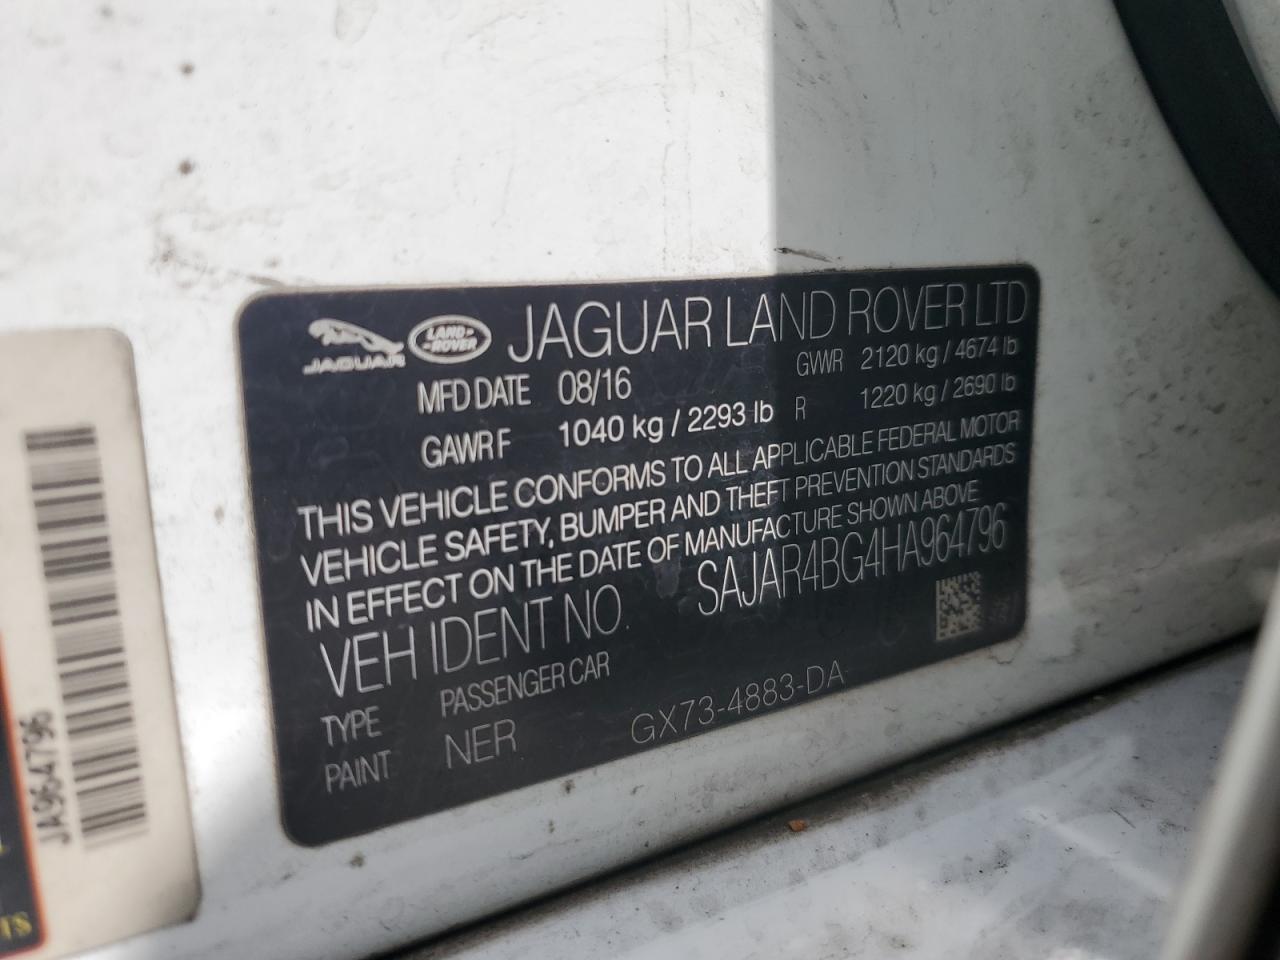 JAGUAR
LAND-
-ROVER
JAGUAR LAND ROVER LTD
MFD DATE 08/16 GVWR 2120 kg / 4674 lb
GAWR F 1040 kg / 2293 lb R 1220 kg / 2690 lb
THIS VEHICLE CONFORMS TO ALL APPLICABLE FEDERAL MOTOR
VEHICLE SAFETY, BUMPER AND THEFT PREVENTION STANDARDS
IN EFFECT ON THE DATE OF MANUFACTURE SHOWN ABOVE
VEH IDENT NO. SAJAR4BG4HA964796
TYPE PASSENGER CAR
PAINT NER GX73-4883-DA
JA964796